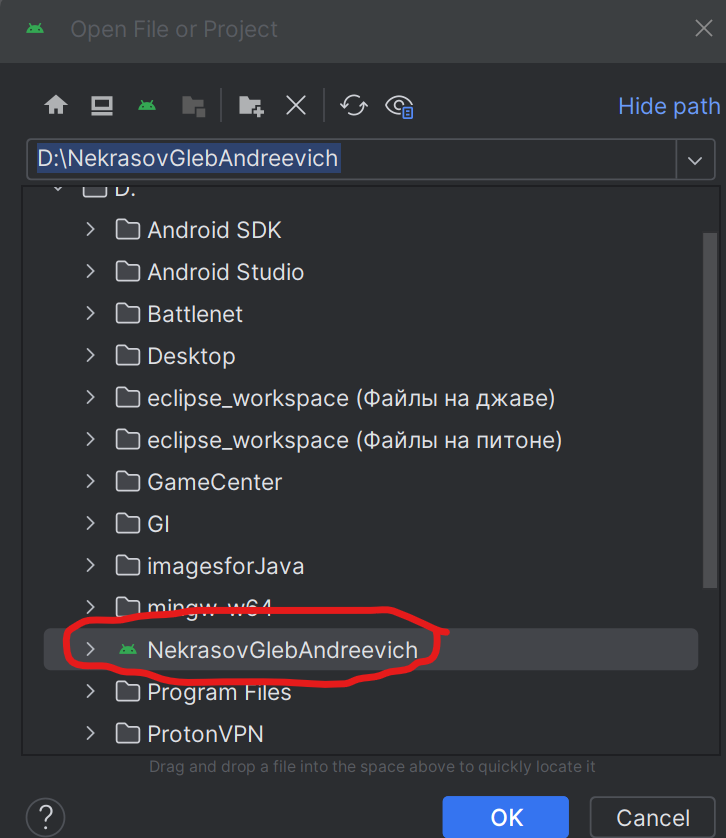 Open File or Project
Hide path
D:\NekrasovGlebAndreevich
D:
Android SDK
Android Studio
Battlenet
Desktop
eclipse_workspace (Файлы на джаве)
eclipse_workspace (Файлы на питоне)
GameCenter
GI
imagesforJava
mingw-w64
NekrasovGlebAndreevich
Program Files
ProtonVPN
Drag and drop a file into the space above to quickly locate it
?
OK
Cancel